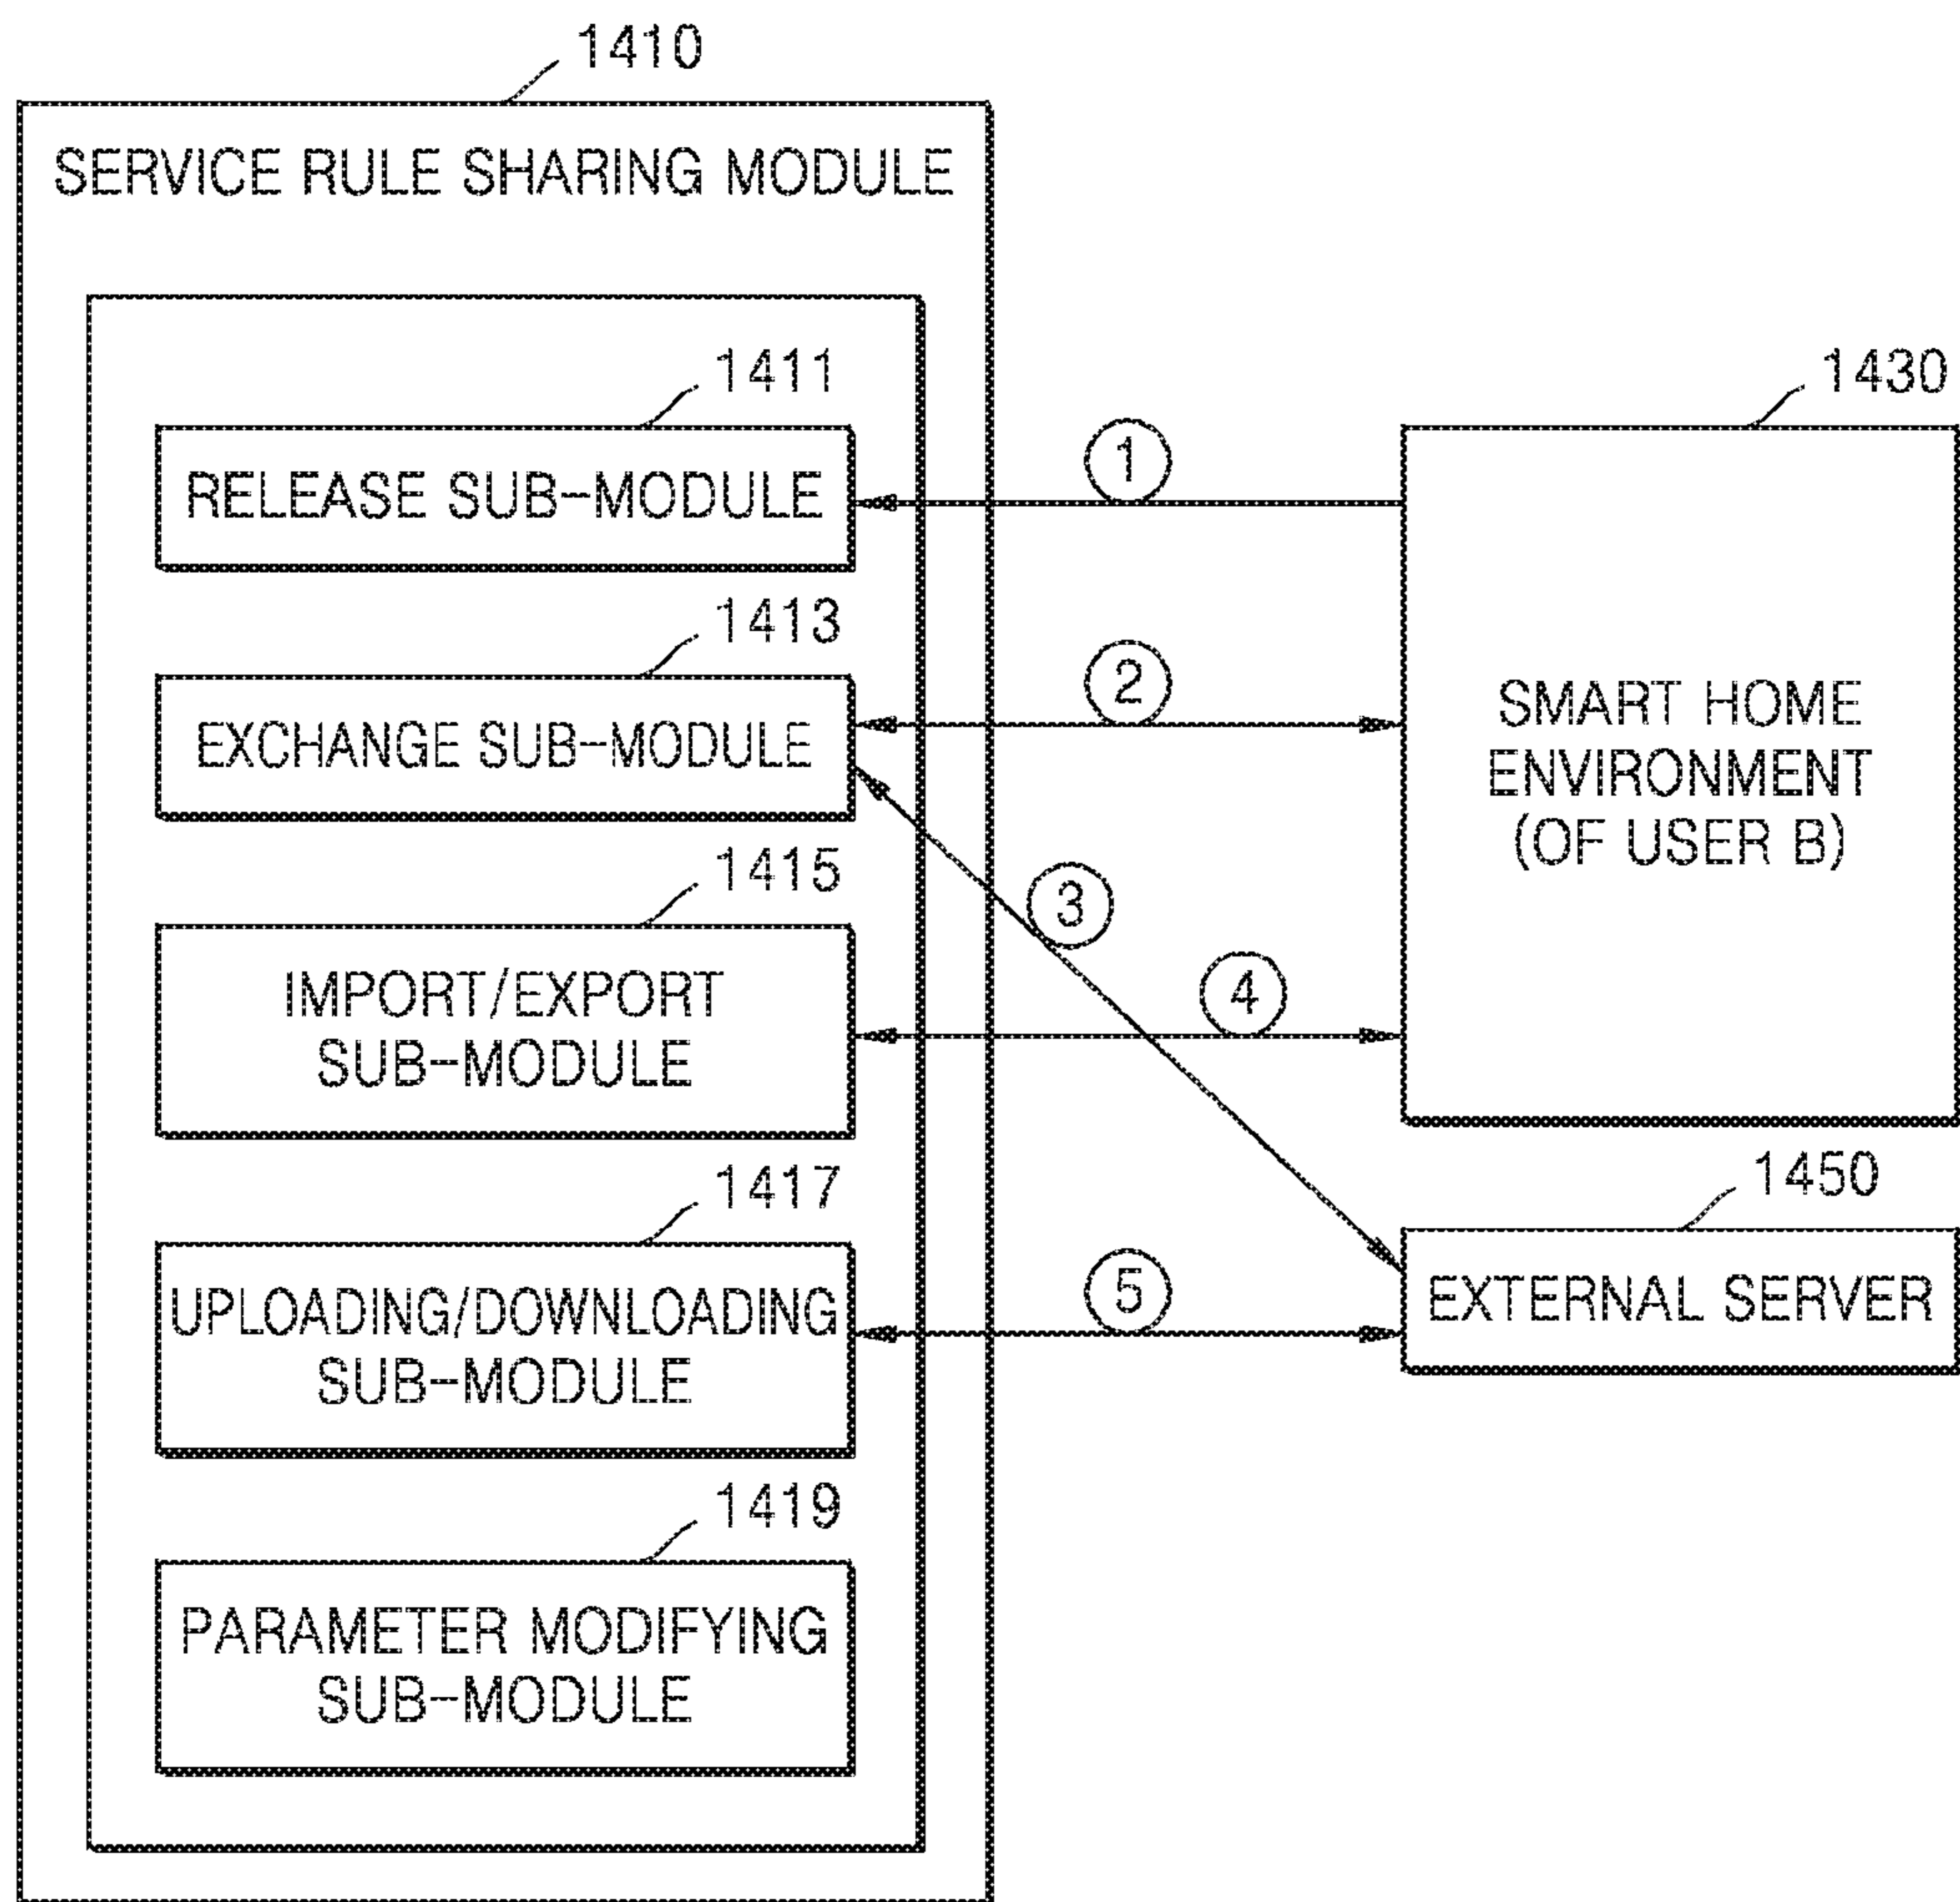 1410
SERVICE RULE SHARING MODULE
1411
RELEASE SUB-MODULE
1413
EXCHANGE SUB-MODULE
1415
IMPORT/EXPORT
SUB-MODULE
1417
UPLOADING/DOWNLOADING
SUB-MODULE
1419
PARAMETER MODIFYING
SUB-MODULE
①
②
③
④
⑤
1430
SMART HOME
ENVIRONMENT
(OF USER B)
1450
EXTERNAL SERVER